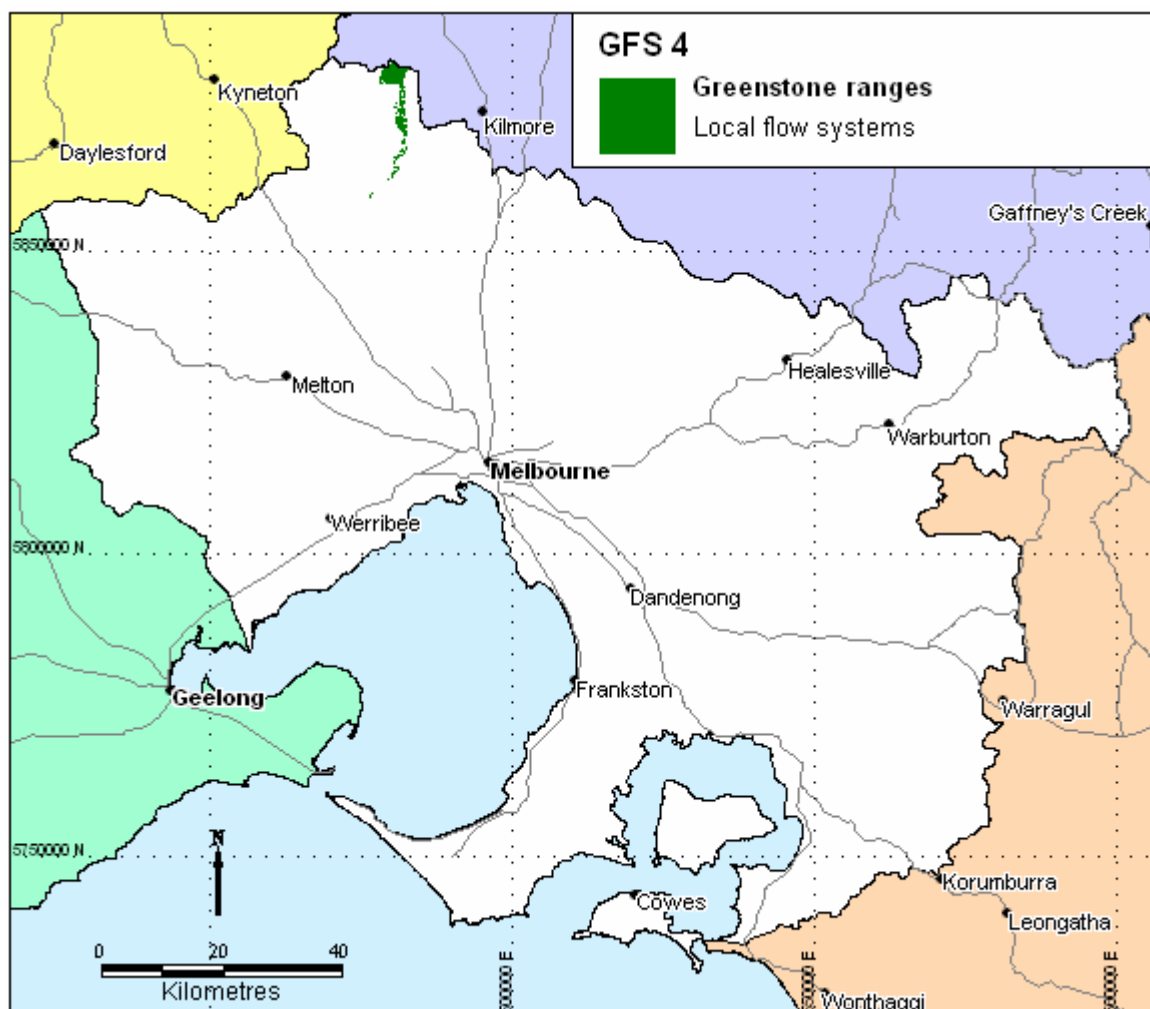 GFS 4
Greenstone ranges
Local flow systems
Kyneton
Kilmore
Daylesford
Gaffney's Creek
5850000 N
Healesville
Melton
Warburton
Melbourne
Werribee
5800000 N
Dandenong
Geelong
Frankston
Warragul
N
5750000 N
Korumburra
Cowes
Leongatha
0 20 40
Kilometres
Wonthaggi